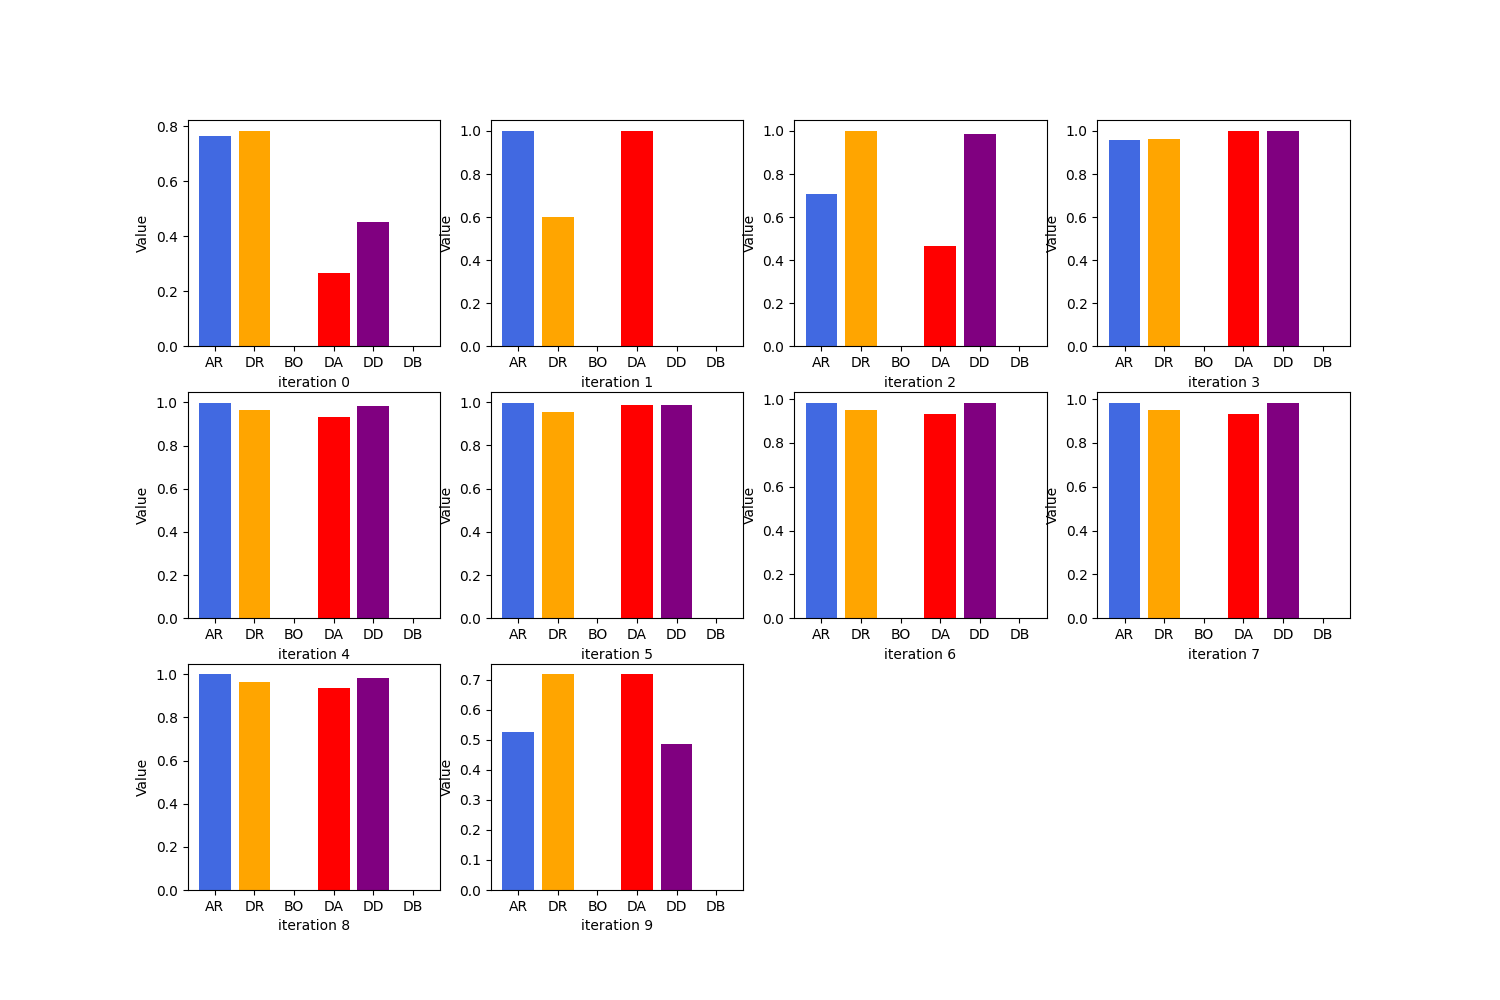 0.8
0.6
0.4
0.2
0.0
Value
AR DR BO DA DD DB
iteration 0
1.0
0.8
0.6
0.4
0.2
0.0
Value
AR DR BO DA DD DB
iteration 1
1.0
0.8
0.6
0.4
0.2
0.0
Value
AR DR BO DA DD DB
iteration 2
1.0
0.8
0.6
0.4
0.2
0.0
Value
AR DR BO DA DD DB
iteration 3
1.0
0.8
0.6
0.4
0.2
0.0
Value
AR DR BO DA DD DB
iteration 4
1.0
0.8
0.6
0.4
0.2
0.0
Value
AR DR BO DA DD DB
iteration 5
1.0
0.8
0.6
0.4
0.2
0.0
Value
AR DR BO DA DD DB
iteration 6
1.0
0.8
0.6
0.4
0.2
0.0
Value
AR DR BO DA DD DB
iteration 7
1.0
0.8
0.6
0.4
0.2
0.0
Value
AR DR BO DA DD DB
iteration 8
0.7
0.6
0.5
0.4
0.3
0.2
0.1
0.0
Value
AR DR BO DA DD DB
iteration 9